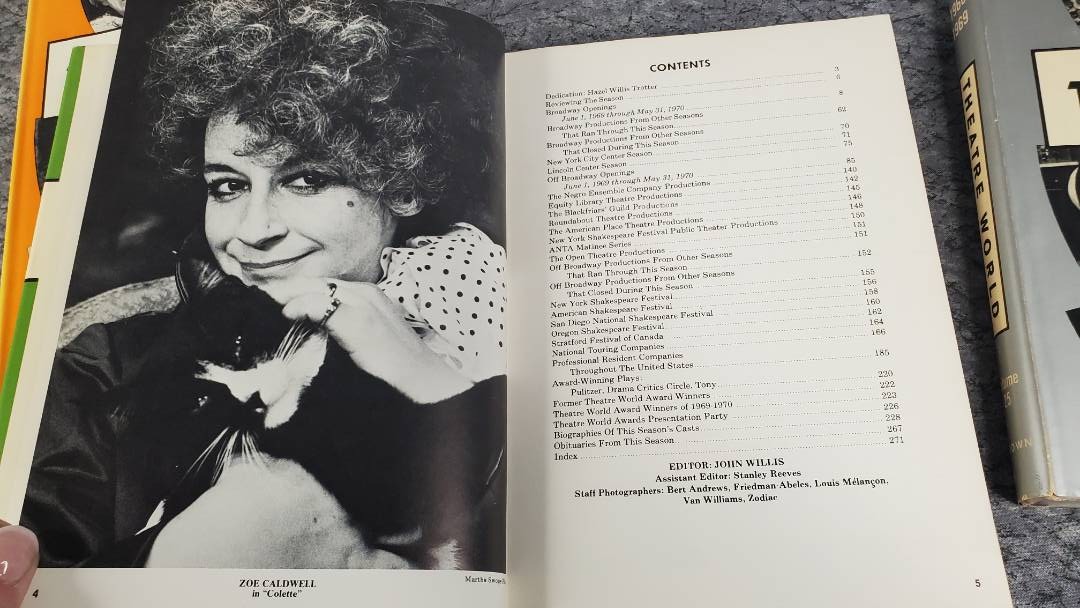 ZOE CALDWELL
in "Colette"
4
CONTENTS
Dedication: Hazel Willis Trotter 3
Reviewing The Season 6
Broadway Openings
June 1, 1969 through May 31, 1970 8
Broadway Productions From Other Seasons
That Ran Through This Season 62
Broadway Productions From Other Seasons
That Closed During This Season 70
New York City Center Season 71
Lincoln Center Season 75
Off Broadway Openings
June 1, 1969 through May 31, 1970 85
The Negro Ensemble Company Productions 140
Equity Library Theatre Productions 142
The Blackfriars' Guild Productions 145
Roundabout Theatre Productions 146
The American Place Theatre Productions 148
New York Shakespeare Festival Public Theater Productions 150
ANTA Matinee Series 151
The Open Theatre Productions 151
Off Broadway Productions From Other Seasons
That Ran Through This Season 152
Off Broadway Productions From Other Seasons
That Closed During This Season 155
New York Shakespeare Festival 156
American Shakespeare Festival 158
San Diego National Shakespeare Festival 160
Oregon Shakespeare Festival 162
Stratford Festival of Canada 164
National Touring Companies 166
Professional Resident Companies
Throughout The United States 185
Award-Winning Plays:
Pulitzer, Drama Critics Circle, Tony 220
Former Theatre World Award Winners 222
Theatre World Award Winners of 1969-1970 223
Theatre World Awards Presentation Party 226
Biographies Of This Season's Casts 228
Obituaries From This Season 267
Index 271
EDITOR: JOHN WILLIS
Assistant Editor: Stanley Reeves
Staff Photographers: Bert Andrews, Friedman-Abeles, Louis Mélançon,
Van Williams, Zodiac
5
THEATRE WORLD